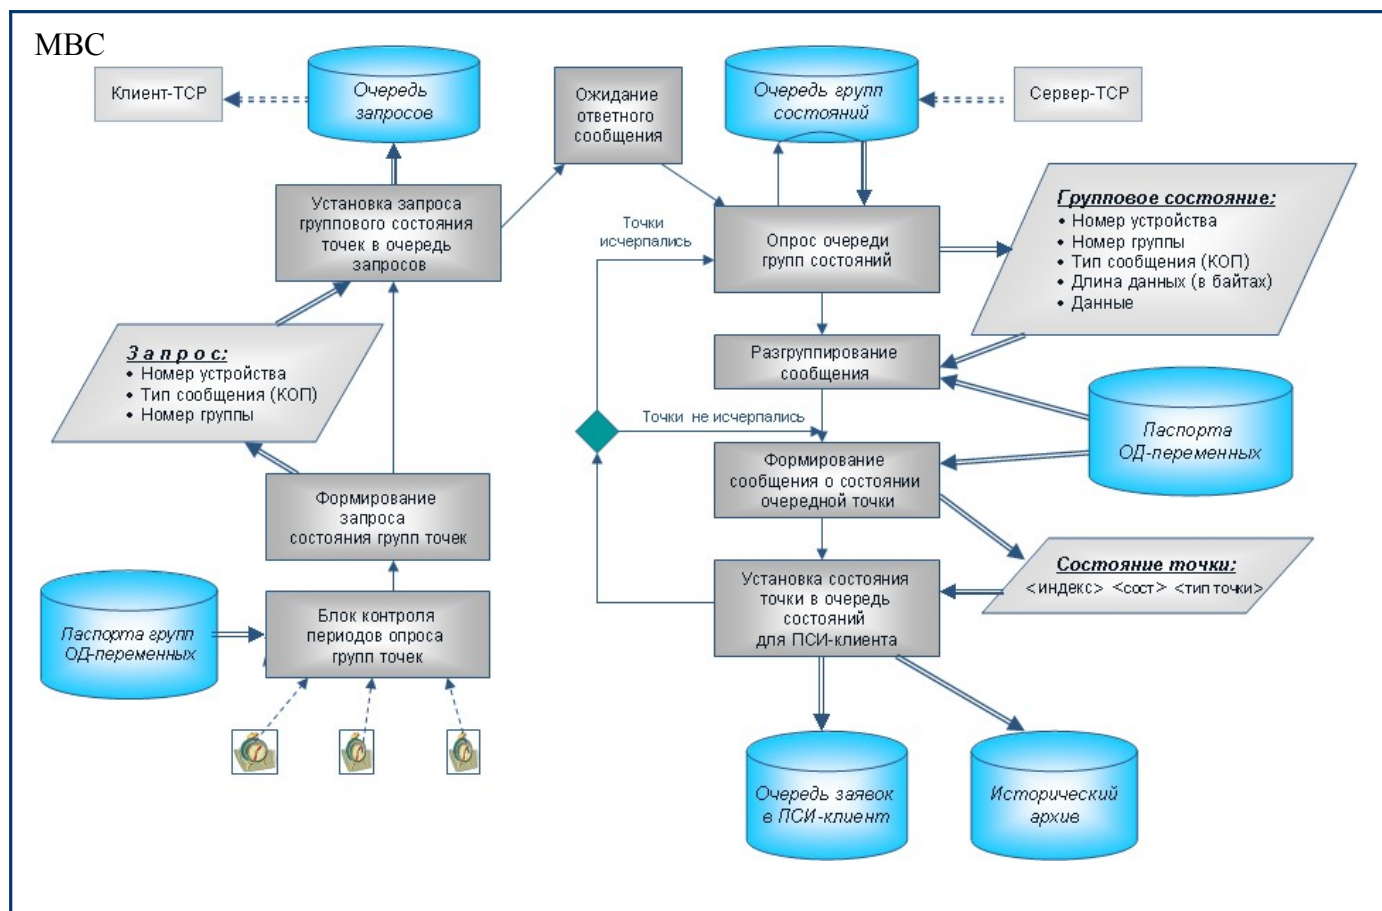 МВС
Клиент-TCP
Очередь
запросов
Ожидание
ответного
сообщения
Очередь групп
состояний
Сервер-TCP
Установка запроса
группового состояния
точек в очередь
запросов
Точки
исчерпались
Опрос очереди
групп состояний
Групповое состояние:
• Номер устройства
• Номер группы
• Тип сообщения (КОП)
• Длина данных (в байтах)
• Данные
З а п р о с:
• Номер устройства
• Тип сообщения (КОП)
• Номер группы
Разгруппирование
сообщения
Точки не исчерпались
Паспорта
ОД-переменных
Формирование
запроса
состояния групп точек
Формирование
сообщения о состоянии
очередной точки
Состояние точки:
<индекс> <сост> <тип точки>
Паспорта групп
ОД-переменных
Блок контроля
периодов опроса
групп точек
Установка состояния
точки в очередь
состояний
для ПСИ-клиента
Очередь заявок
в ПСИ-клиент
Исторический
архив